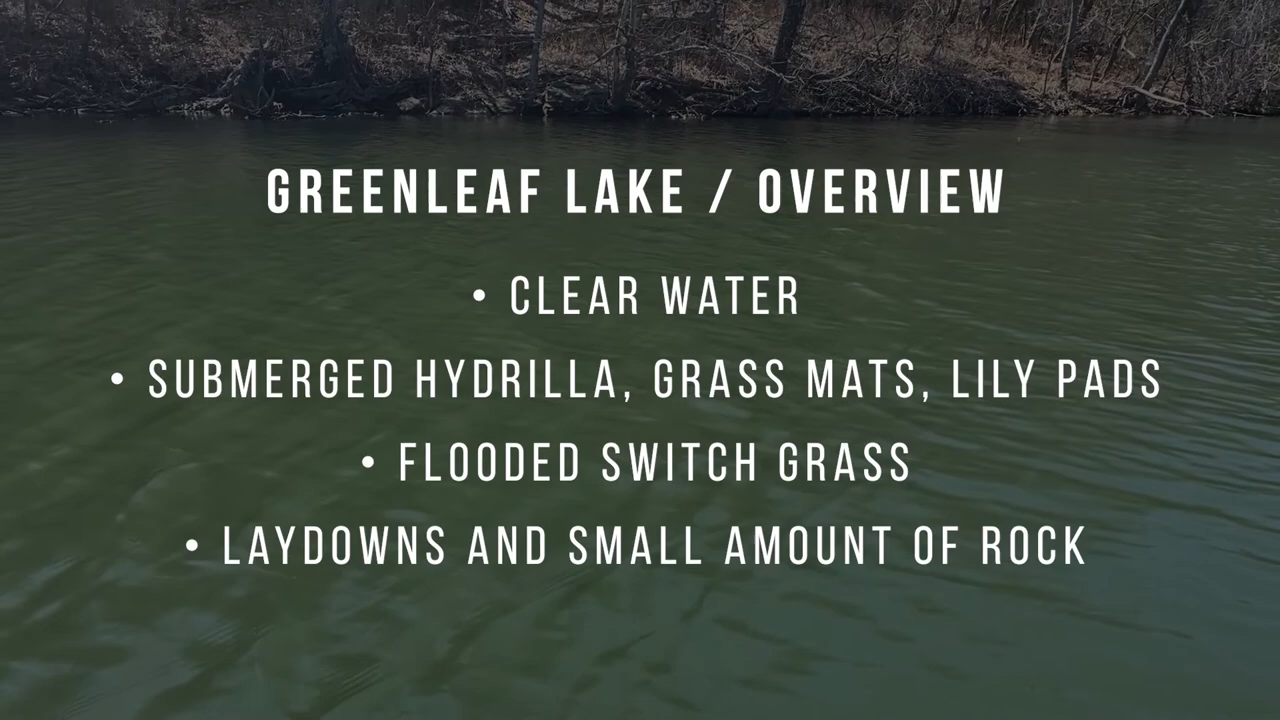 GREENLEAF LAKE / OVERVIEW
• CLEAR WATER
• SUBMERGED HYDRILLA, GRASS MATS, LILY PADS
• FLOODED SWITCH GRASS
• LAYDOWNS AND SMALL AMOUNT OF ROCK